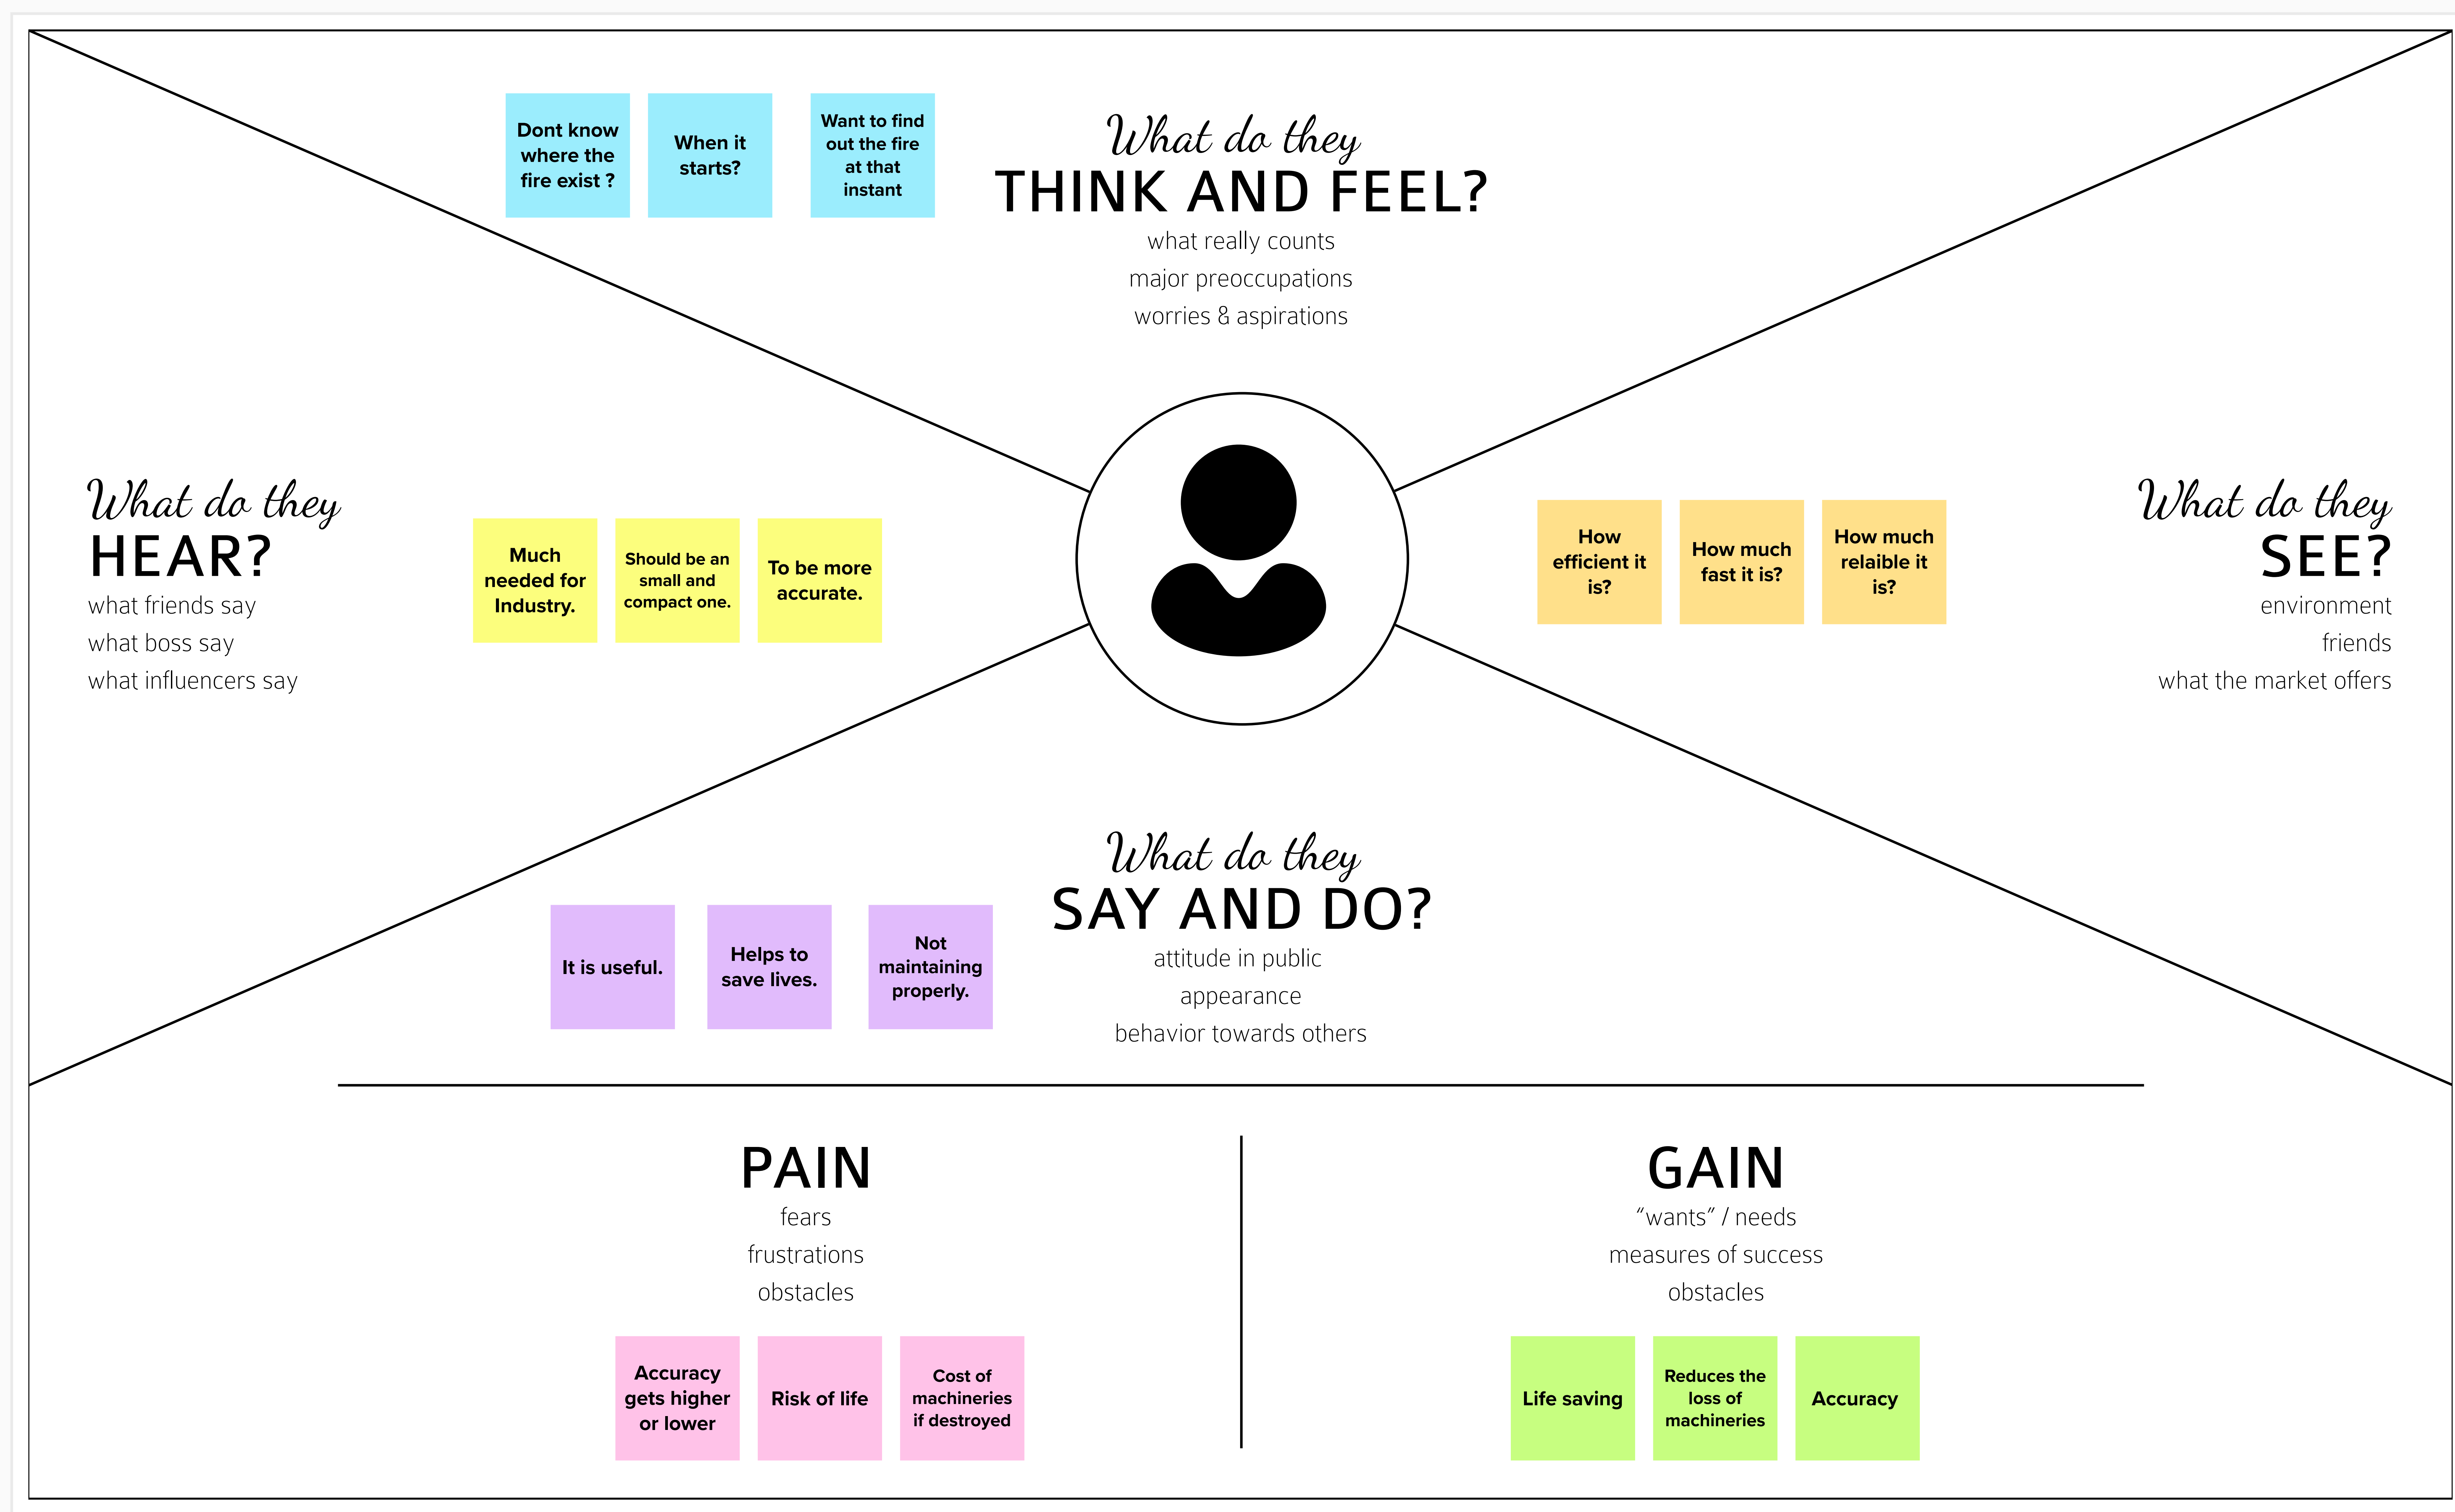 Dont know
where the
fire exist ?
When it
starts?
Want to find
out the fire
at that
instant
What do they
THINK AND FEEL?
what really counts
major preoccupations
worries & aspirations
What do they
HEAR?
what friends say
what boss say
what influencers say
Much
needed for
Industry.
Should be an
small and
compact one.
To be more
accurate.
How
efficient it
is?
How much
fast it is?
How much
relaible it
is?
What do they
SEE?
environment
friends
what the market offers
It is useful.
Helps to
save lives.
Not
maintaining
properly.
What do they
SAY AND DO?
attitude in public
appearance
behavior towards others
PAIN
fears
frustrations
obstacles
Accuracy
gets higher
or lower
Risk of life
Cost of
machineries
if destroyed
GAIN
“wants” / needs
measures of success
obstacles
Life saving
Reduces the
loss of
machineries
Accuracy